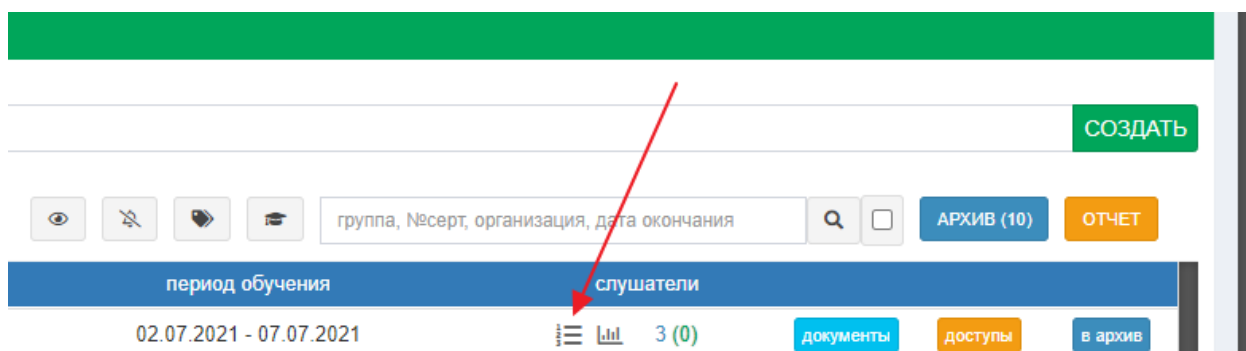 СОЗДАТЬ
группа, №серт, организация, дата окончания АРХИВ (10) ОТЧЕТ
период обучения слушатели
02.07.2021 - 07.07.2021 3 (0) документы доступы в архив